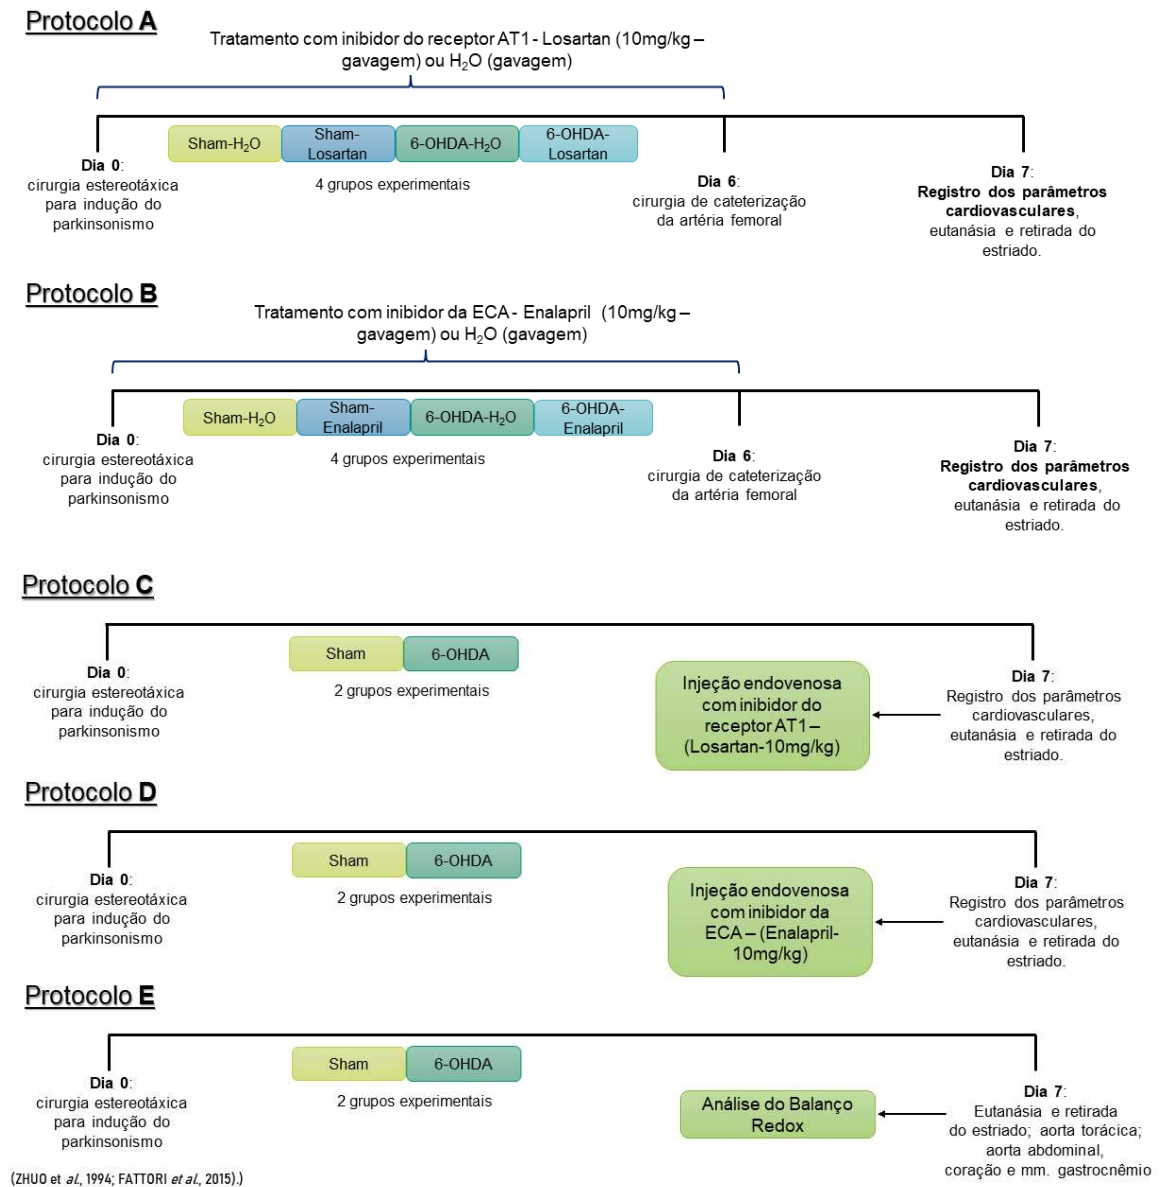 Protocolo A
Tratamento com inibidor do receptor AT1- Losartan (10mg/kg –
gavagem) ou H₂O (gavagem)
Sham-H₂O
Sham-
Losartan
6-OHDA-H₂O
6-OHDA-
Losartan
4 grupos experimentais
Dia 0:
cirurgia estereotáxica
para indução do
parkinsonismo
Dia 6:
cirurgia de cateterização
da artéria femoral
Dia 7:
Registro dos parâmetros
cardiovasculares,
eutanásia e retirada do
estriado.
Protocolo B
Tratamento com inibidor da ECA - Enalapril (10mg/kg –
gavagem) ou H₂O (gavagem)
Sham-H₂O
Sham-
Enalapril
6-OHDA-H₂O
6-OHDA-
Enalapril
4 grupos experimentais
Dia 0:
cirurgia estereotáxica
para indução do
parkinsonismo
Dia 6:
cirurgia de cateterização
da artéria femoral
Dia 7:
Registro dos parâmetros
cardiovasculares,
eutanásia e retirada do
estriado.
Protocolo C
Sham
6-OHDA
2 grupos experimentais
Dia 0:
cirurgia estereotáxica
para indução do
parkinsonismo
Injeção endovenosa
com inibidor do
receptor AT1 –
(Losartan-10mg/kg)
Dia 7:
Registro dos parâmetros
cardiovasculares,
eutanásia e retirada do
estriado.
Protocolo D
Sham
6-OHDA
2 grupos experimentais
Dia 0:
cirurgia estereotáxica
para indução do
parkinsonismo
Injeção endovenosa
com inibidor da
ECA – (Enalapril-
10mg/kg)
Dia 7:
Registro dos parâmetros
cardiovasculares,
eutanásia e retirada do
estriado.
Protocolo E
Sham
6-OHDA
2 grupos experimentais
Dia 0:
cirurgia estereotáxica
para indução do
parkinsonismo
Análise do Balanço
Redox
Dia 7:
Eutanásia e retirada
do estriado; aorta torácica;
aorta abdominal,
coração e mm. gastrocnêmio
(ZHUO et al., 1994; FATTORI et al., 2015).)